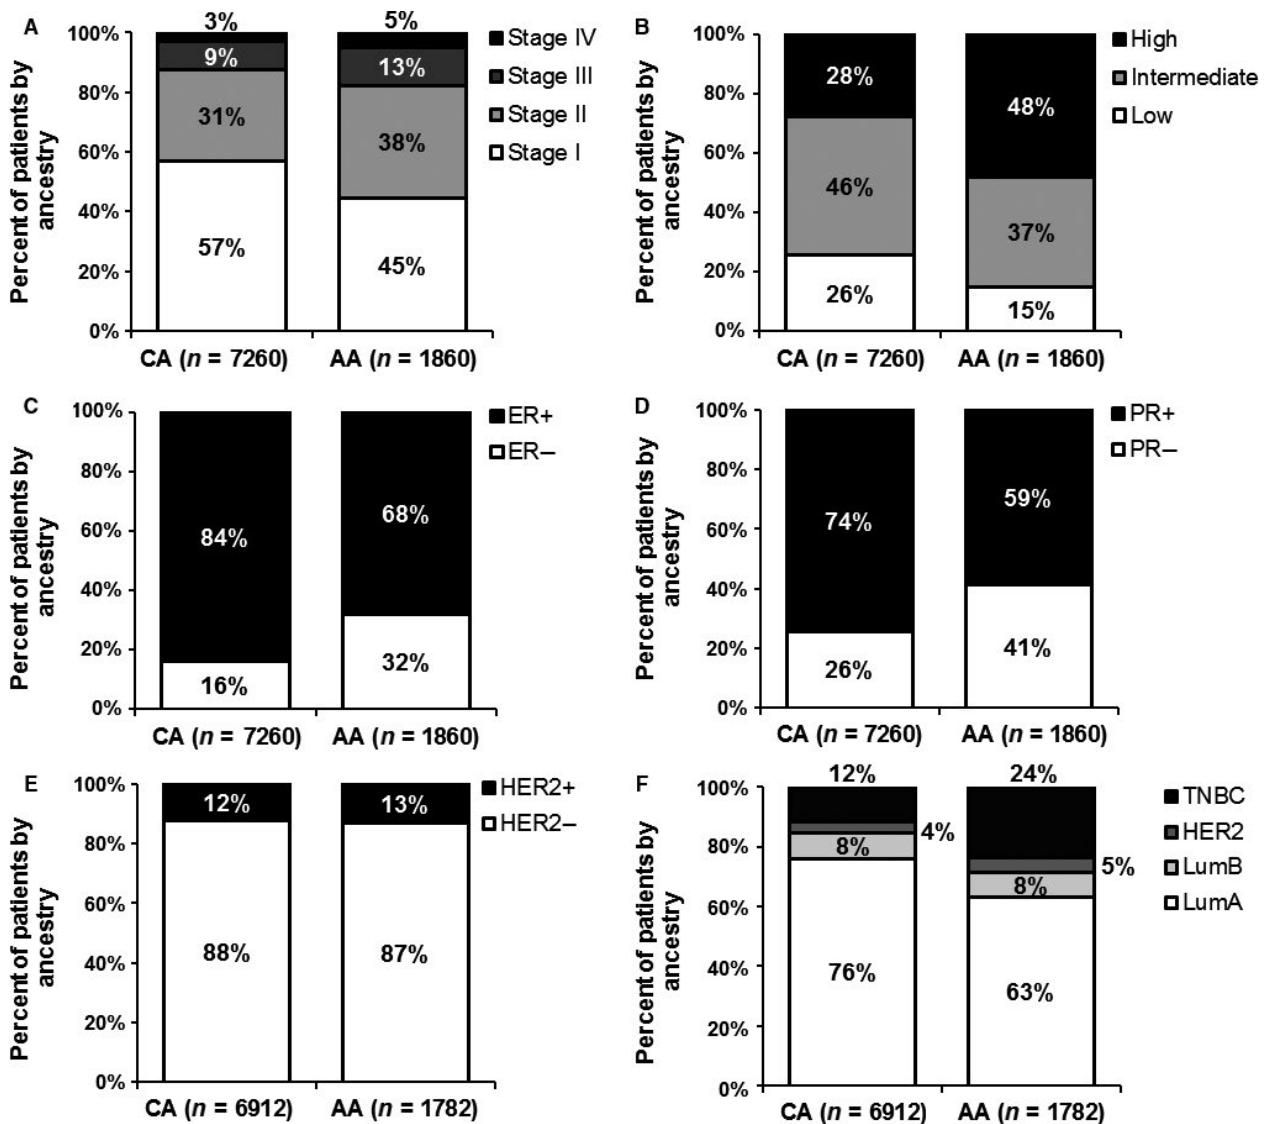 A
Percent of patients by
ancestry
100%
80%
60%
40%
20%
0%
3%
9%
31%
57%
5%
13%
38%
45%
CA (n = 7260)
AA (n = 1860)
Stage IV
Stage III
Stage II
Stage I
B
Percent of patients by
ancestry
100%
80%
60%
40%
20%
0%
28%
46%
26%
48%
37%
15%
CA (n = 7260)
AA (n = 1860)
High
Intermediate
Low
C
Percent of patients by
ancestry
100%
80%
60%
40%
20%
0%
84%
16%
68%
32%
CA (n = 7260)
AA (n = 1860)
ER+
ER–
D
Percent of patients by
ancestry
100%
80%
60%
40%
20%
0%
74%
26%
59%
41%
CA (n = 7260)
AA (n = 1860)
PR+
PR–
E
Percent of patients by
ancestry
100%
80%
60%
40%
20%
0%
12%
88%
13%
87%
CA (n = 6912)
AA (n = 1782)
HER2+
HER2–
F
Percent of patients by
ancestry
100%
80%
60%
40%
20%
0%
12%
4%
8%
76%
24%
5%
8%
63%
CA (n = 6912)
AA (n = 1782)
TNBC
HER2
LumB
LumA